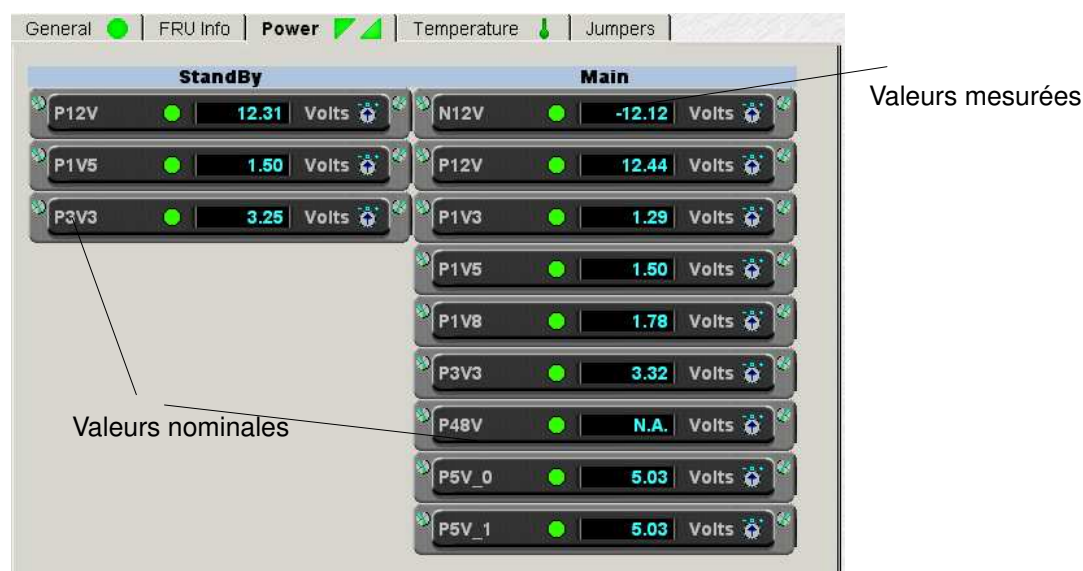 General FRU Info Power Temperature Jumpers
StandBy Main
P12V 12.31 Volts
P1V5 1.50 Volts
P3V3 3.25 Volts
N12V -12.12 Volts
P12V 12.44 Volts
P1V3 1.29 Volts
P1V5 1.50 Volts
P1V8 1.78 Volts
P3V3 3.32 Volts
P48V N.A. Volts
P5V_0 5.03 Volts
P5V_1 5.03 Volts
Valeurs mesurées
Valeurs nominales